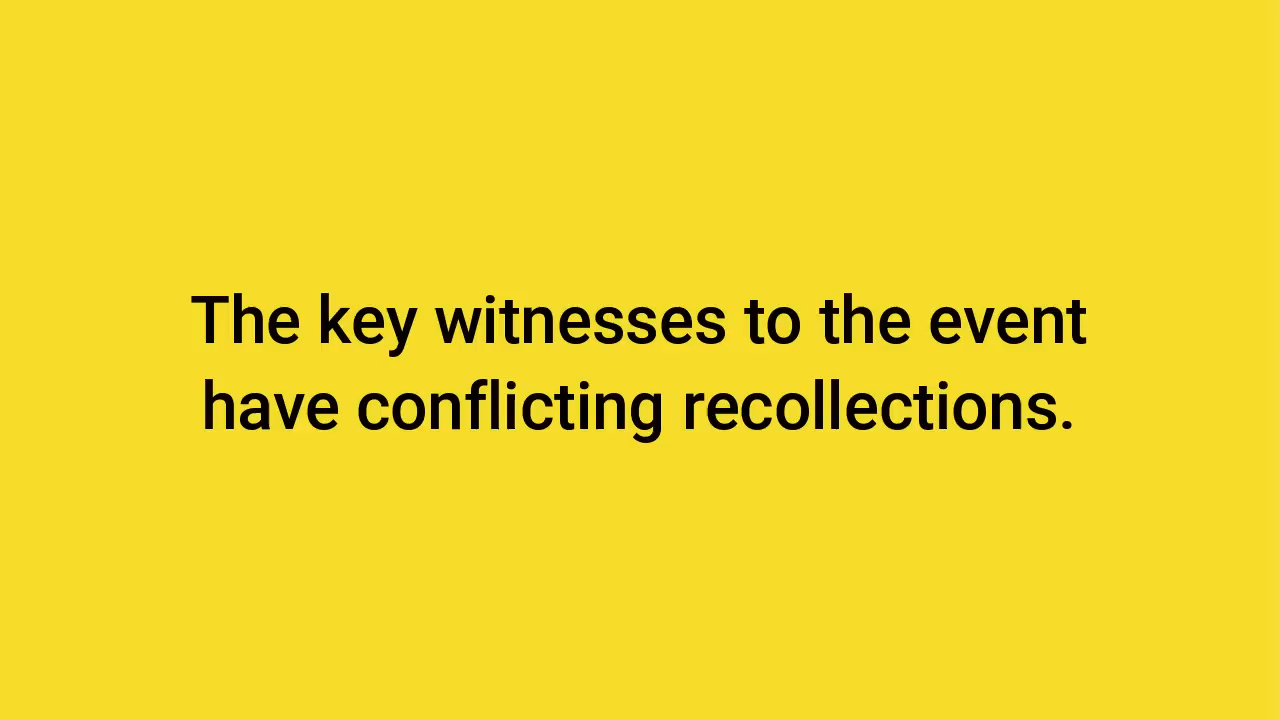 The key witnesses to the event
have conflicting recollections.